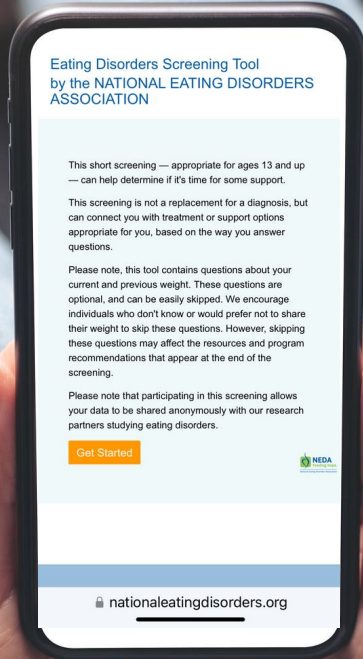 Eating Disorders Screening Tool
by the NATIONAL EATING DISORDERS
ASSOCIATION
This short screening — appropriate for ages 13 and up
— can help determine if it's time for some support.
This screening is not a replacement for a diagnosis, but
can connect you with treatment or support options
appropriate for you, based on the way you answer
questions.
Please note, this tool contains questions about your
current and previous weight. These questions are
optional, and can be easily skipped. We encourage
individuals who don't know or would prefer not to share
their weight to skip these questions. However, skipping
these questions may affect the resources and program
recommendations that appear at the end of the
screening.
Please note that participating in this screening allows
your data to be shared anonymously with our research
partners studying eating disorders.
Get Started
NEDA
nationaleatingdisorders.org